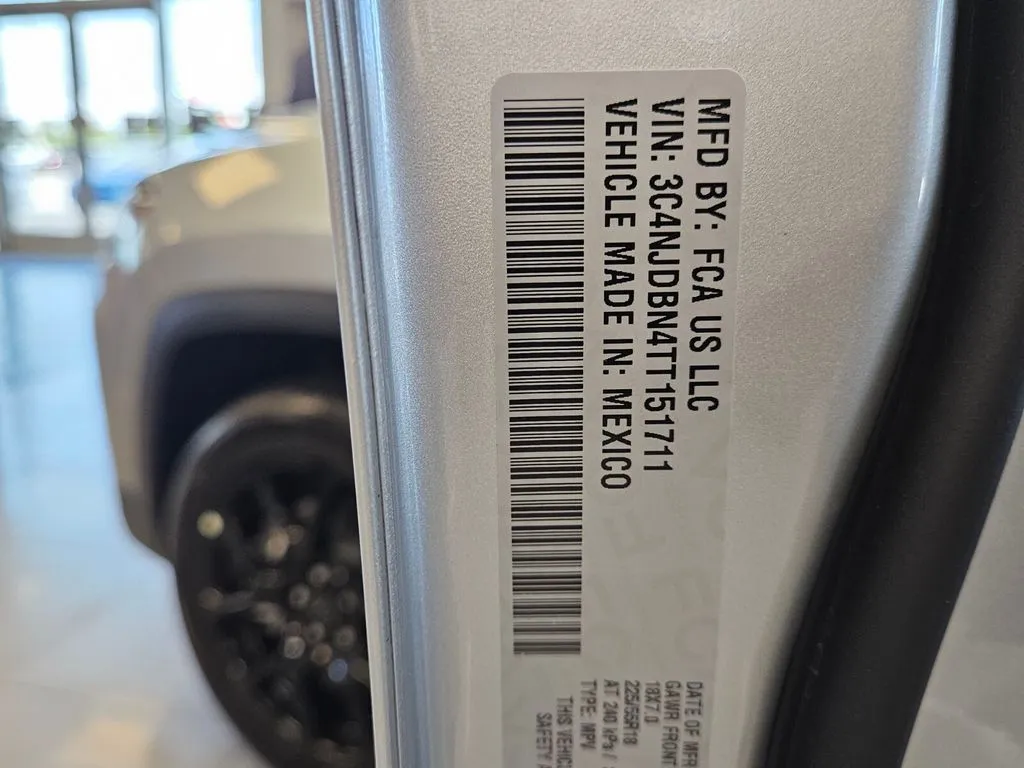 MFD BY: FCA US LLC
VIN: 3C4NJDBN4TT151711
VEHICLE MADE IN: MEXICO
DATE OF MFR
GAWR FRONT
18X7.0
225/55R18
AT 240 kPa /
TYPE: MPV
THIS VEHIC
SAFETY A